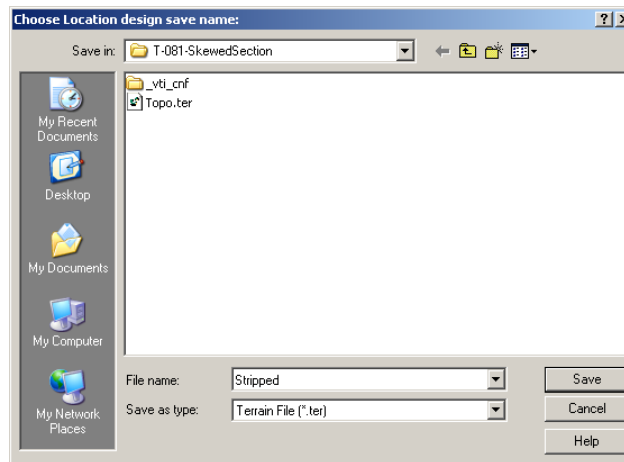 Choose Location design save name:
Save in: T-081-SkewedSection
_vti_cnf
Topo.ter
My Recent
Documents
Desktop
My Documents
My Computer
My Network
Places
File name: Stripped Save
Save as type: Terrain File (*.ter) Cancel
Help